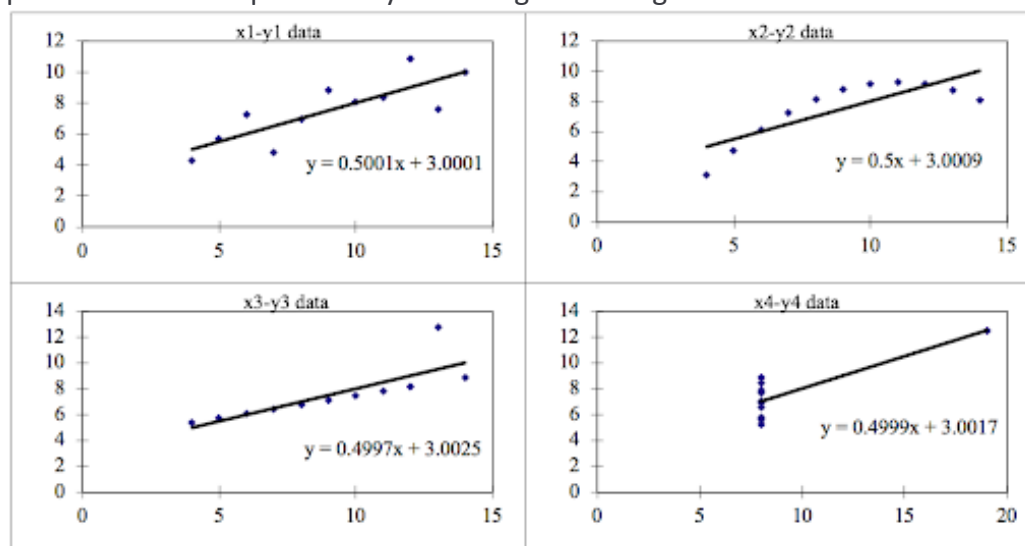 x1-y1 data
12
10
8
6
4
2
0
0 5 10 15
y = 0.5001x + 3.0001
x2-y2 data
12
10
8
6
4
2
0
0 5 10 15
y = 0.5x + 3.0009
x3-y3 data
14
12
10
8
6
4
2
0
0 5 10 15
y = 0.4997x + 3.0025
x4-y4 data
14
12
10
8
6
4
2
0
0 5 10 15 20
y = 0.4999x + 3.0017